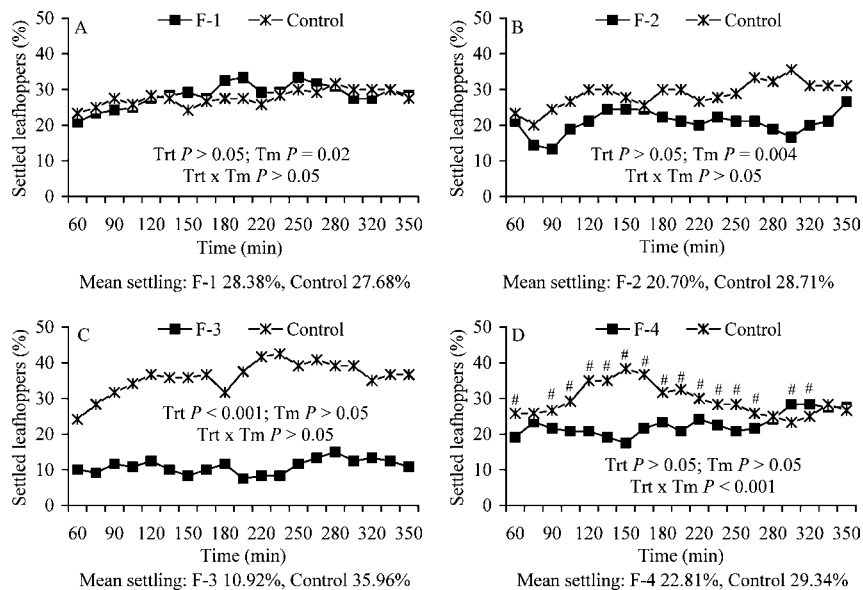 A F-1 Control
Settled leafhoppers (%)
50
40
30
20
10
0
Trt P > 0.05; Tm P = 0.02
Trt x Tm P > 0.05
60 90 120 150 180 220 250 280 320 350
Time (min)
Mean settling: F-1 28.38%, Control 27.68%
B F-2 Control
Settled leafhoppers (%)
50
40
30
20
10
0
Trt P > 0.05; Tm P = 0.004
Trt x Tm P > 0.05
60 90 120 150 180 220 250 280 320 350
Time (min)
Mean settling: F-2 20.70%, Control 28.71%
C F-3 Control
Settled leafhoppers (%)
50
40
30
20
10
0
Trt P < 0.001; Tm P > 0.05
Trt x Tm P > 0.05
60 90 120 150 180 220 250 280 320 350
Time (min)
Mean settling: F-3 10.92%, Control 35.96%
D F-4 Control
Settled leafhoppers (%)
50
40
30
20
10
0
# # # # # # # # # # # # # # #
Trt P > 0.05; Tm P > 0.05
Trt x Tm P < 0.001
60 90 120 150 180 220 250 280 320 350
Time (min)
Mean settling: F-4 22.81%, Control 29.34%